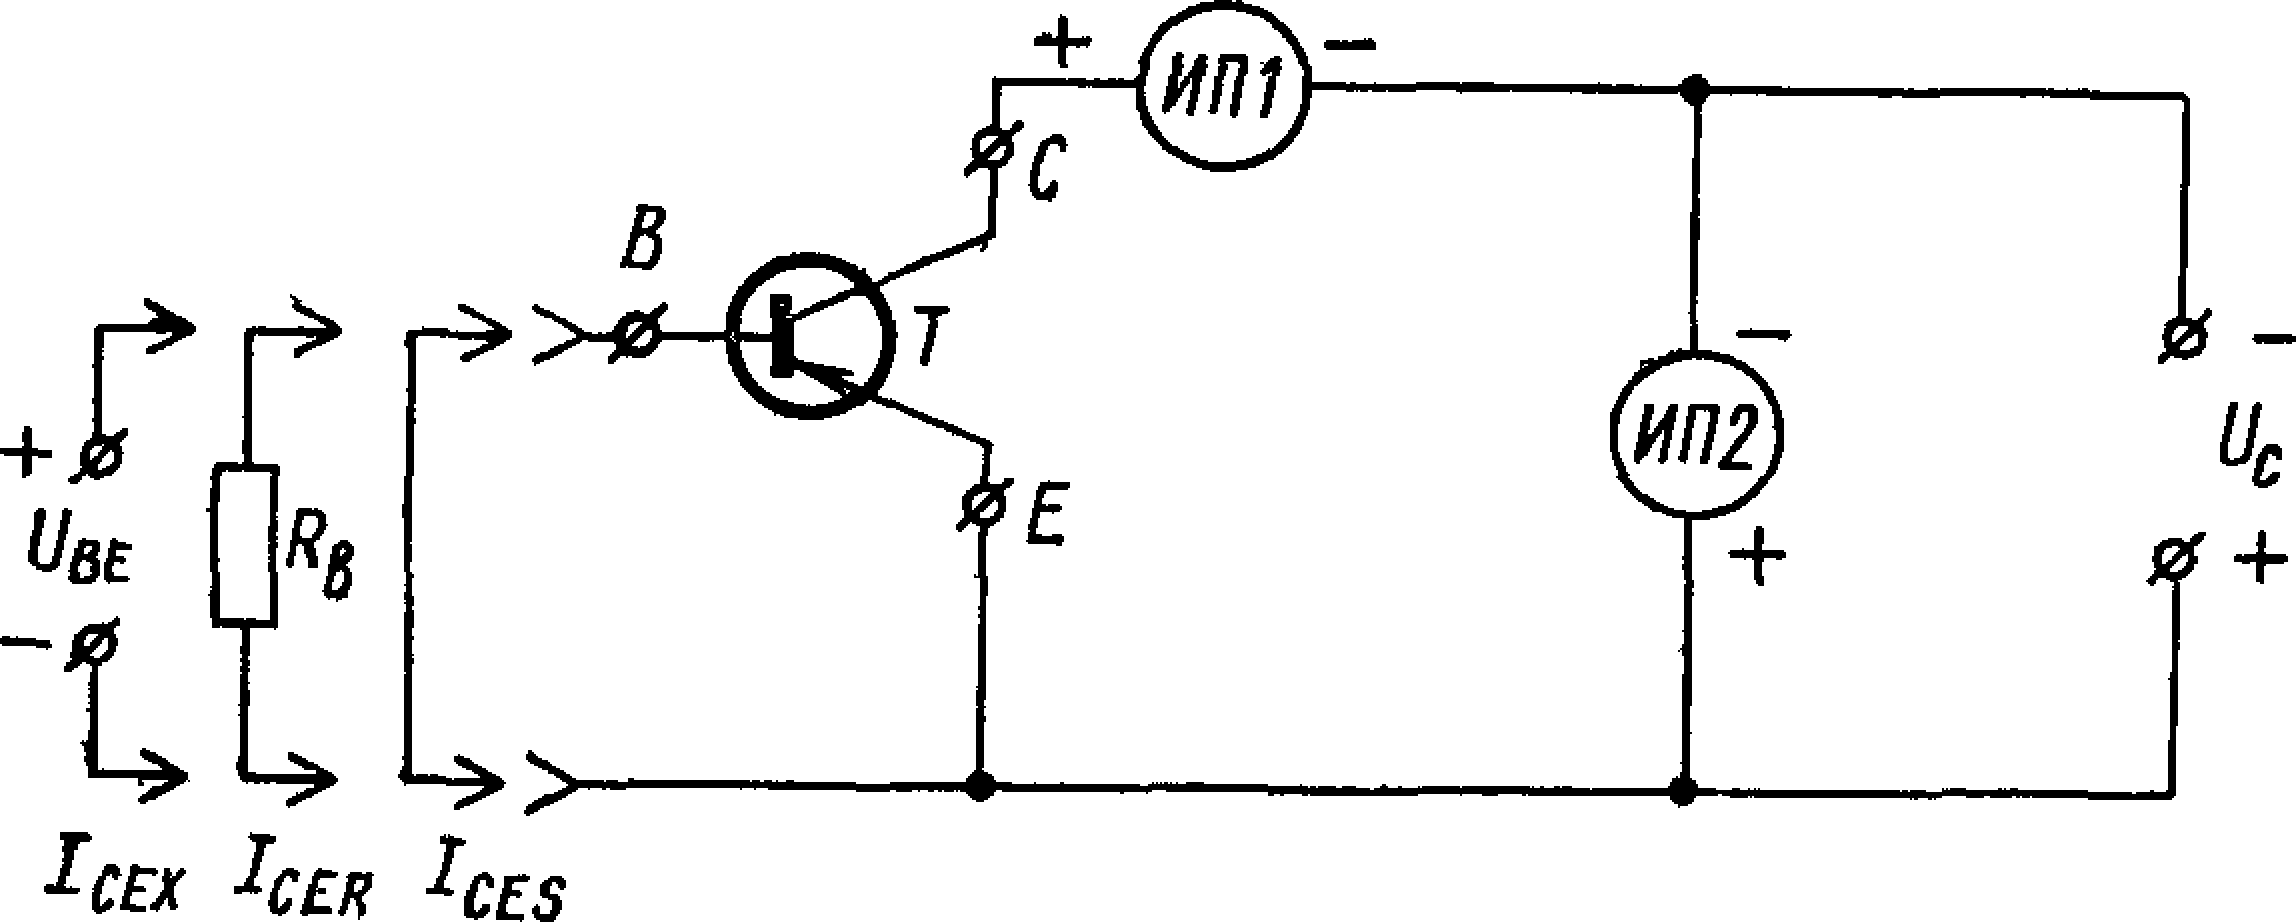 + ИП1 −
C
B
T
− ИП2 +
− U_C +
E
+ U_BE −
R_B
I_CEX I_CER I_CES